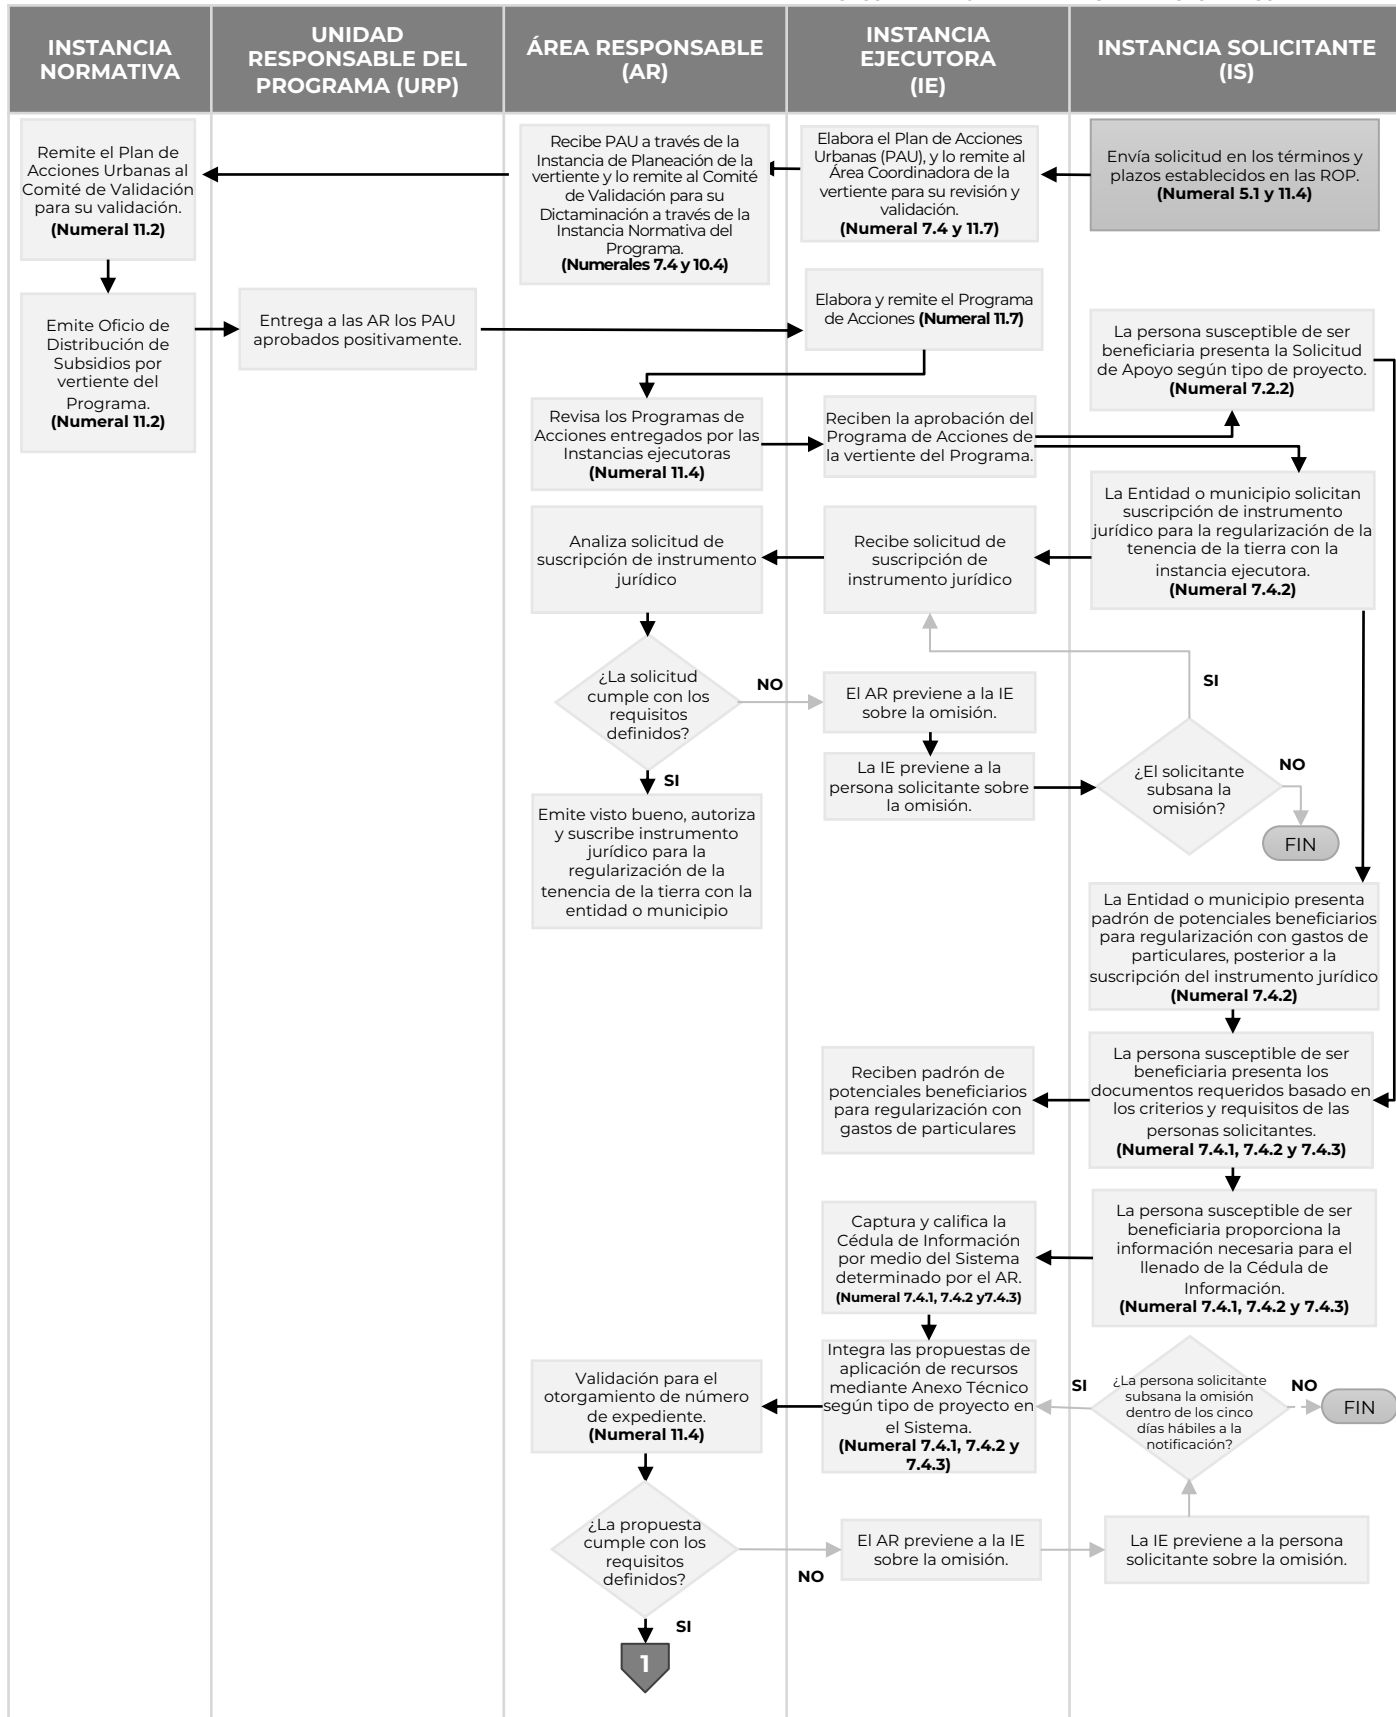 INSTANCIA
NORMATIVA
UNIDAD
RESPONSABLE DEL
PROGRAMA (URP)
ÁREA RESPONSABLE
(AR)
INSTANCIA
EJECUTORA
(IE)
INSTANCIA SOLICITANTE
(IS)
Remite el Plan de
Acciones Urbanas al
Comité de Validación
para su validación.
(Numeral 11.2)
Recibe PAU a través de la
Instancia de Planeación de la
vertiente y lo remite al Comité
de Validación para su
Dictaminación a través de la
Instancia Normativa del
Programa.
(Numerales 7.4 y 10.4)
Elabora el Plan de Acciones
Urbanas (PAU), y lo remite al
Área Coordinadora de la
vertiente para su revisión y
validación.
(Numeral 7.4 y 11.7)
Envía solicitud en los términos y
plazos establecidos en las ROP.
(Numeral 5.1 y 11.4)
Emite Oficio de
Distribución de
Subsidios por
vertiente del
Programa.
(Numeral 11.2)
Entrega a las AR los PAU
aprobados positivamente.
Elabora y remite el Programa
de Acciones (Numeral 11.7)
La persona susceptible de ser
beneficiaria presenta la Solicitud
de Apoyo según tipo de proyecto.
(Numeral 7.2.2)
Revisa los Programas de
Acciones entregados por las
Instancias ejecutoras
(Numeral 11.4)
Reciben la aprobación del
Programa de Acciones de
la vertiente del Programa.
La Entidad o municipio solicitan
suscripción de instrumento
jurídico para la regularización de la
tenencia de la tierra con la
instancia ejecutora.
(Numeral 7.4.2)
Analiza solicitud de
suscripción de instrumento
jurídico
Recibe solicitud de
suscripción de
instrumento jurídico
¿La solicitud
cumple con los
requisitos
definidos?
NO
El AR previene a la IE
sobre la omisión.
SI
La IE previene a la
persona solicitante sobre
la omisión.
¿El solicitante
subsana la
omisión?
NO
FIN
SI
Emite visto bueno, autoriza
y suscribe instrumento
jurídico para la
regularización de la
tenencia de la tierra con la
entidad o municipio
La Entidad o municipio presenta
padrón de potenciales beneficiarios
para regularización con gastos de
particulares, posterior a la
suscripción del instrumento jurídico
(Numeral 7.4.2)
Reciben padrón de
potenciales beneficiarios
para regularización con
gastos de particulares
La persona susceptible de ser
beneficiaria presenta los
documentos requeridos basado en
los criterios y requisitos de las
personas solicitantes.
(Numeral 7.4.1, 7.4.2 y 7.4.3)
Captura y califica la
Cédula de Información
por medio del Sistema
determinado por el AR.
(Numeral 7.4.1, 7.4.2 y7.4.3)
La persona susceptible de ser
beneficiaria proporciona la
información necesaria para el
llenado de la Cédula de
Información.
(Numeral 7.4.1, 7.4.2 y 7.4.3)
Validación para el
otorgamiento de número
de expediente.
(Numeral 11.4)
Integra las propuestas de
aplicación de recursos
mediante Anexo Técnico
según tipo de proyecto en
el Sistema.
(Numeral 7.4.1, 7.4.2 y
7.4.3)
SI
¿La persona solicitante
subsana la omisión
dentro de los cinco
días hábiles a la
notificación?
NO
FIN
¿La propuesta
cumple con los
requisitos
definidos?
NO
El AR previene a la IE
sobre la omisión.
La IE previene a la persona
solicitante sobre la omisión.
SI
1